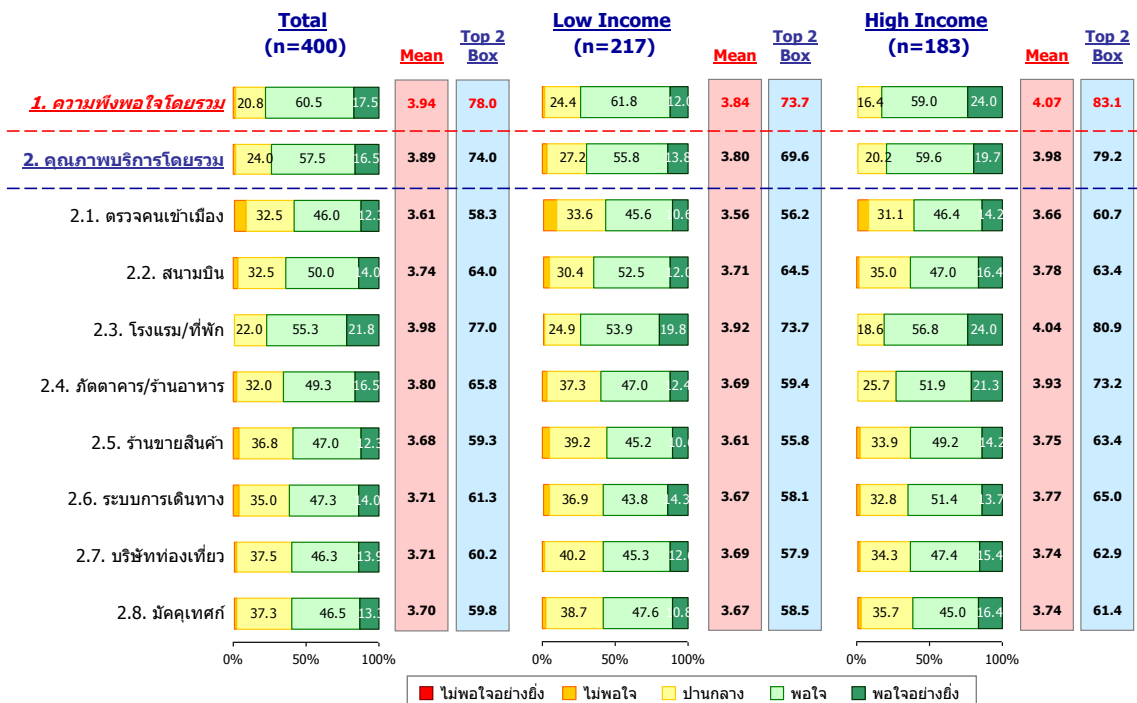 Total Low Income High Income
(n=400) Mean Top 2 Box (n=217) Mean Top 2 Box (n=183) Mean Top 2 Box
1. ความพึงพอใจโดยรวม 20.8 60.5 17.5 3.94 78.0 24.4 61.8 12.0 3.84 73.7 16.4 59.0 24.0 4.07 83.1
2. คุณภาพบริการโดยรวม 24.0 57.5 16.5 3.89 74.0 27.2 55.8 13.8 3.80 69.6 20.2 59.6 19.7 3.98 79.2
2.1. ตรวจคนเข้าเมือง 32.5 46.0 12.3 3.61 58.3 33.6 45.6 10.6 3.56 56.2 31.1 46.4 14.2 3.66 60.7
2.2. สนามบิน 32.5 50.0 14.0 3.74 64.0 30.4 52.5 12.0 3.71 64.5 35.0 47.0 16.4 3.78 63.4
2.3. โรงแรม/ที่พัก 22.0 55.3 21.8 3.98 77.0 24.9 53.9 19.8 3.92 73.7 18.6 56.8 24.0 4.04 80.9
2.4. ภัตตาคาร/ร้านอาหาร 32.0 49.3 16.5 3.80 65.8 37.3 47.0 12.4 3.69 59.4 25.7 51.9 21.3 3.93 73.2
2.5. ร้านขายสินค้า 36.8 47.0 12.3 3.68 59.3 39.2 45.2 10.6 3.61 55.8 33.9 49.2 14.2 3.75 63.4
2.6. ระบบการเดินทาง 35.0 47.3 14.0 3.71 61.3 36.9 43.8 14.3 3.67 58.1 32.8 51.4 13.7 3.77 65.0
2.7. บริษัทท่องเที่ยว 37.5 46.3 13.9 3.71 60.2 40.2 45.3 12.6 3.69 57.9 34.3 47.4 15.4 3.74 62.9
2.8. มัคคุเทศก์ 37.3 46.5 13.3 3.70 59.8 38.7 47.6 10.8 3.67 58.5 35.7 45.0 16.4 3.74 61.4
0% 50% 100% 0% 50% 100% 0% 50% 100%
ไม่พอใจอย่างยิ่ง ไม่พอใจ ปานกลาง พอใจ พอใจอย่างยิ่ง